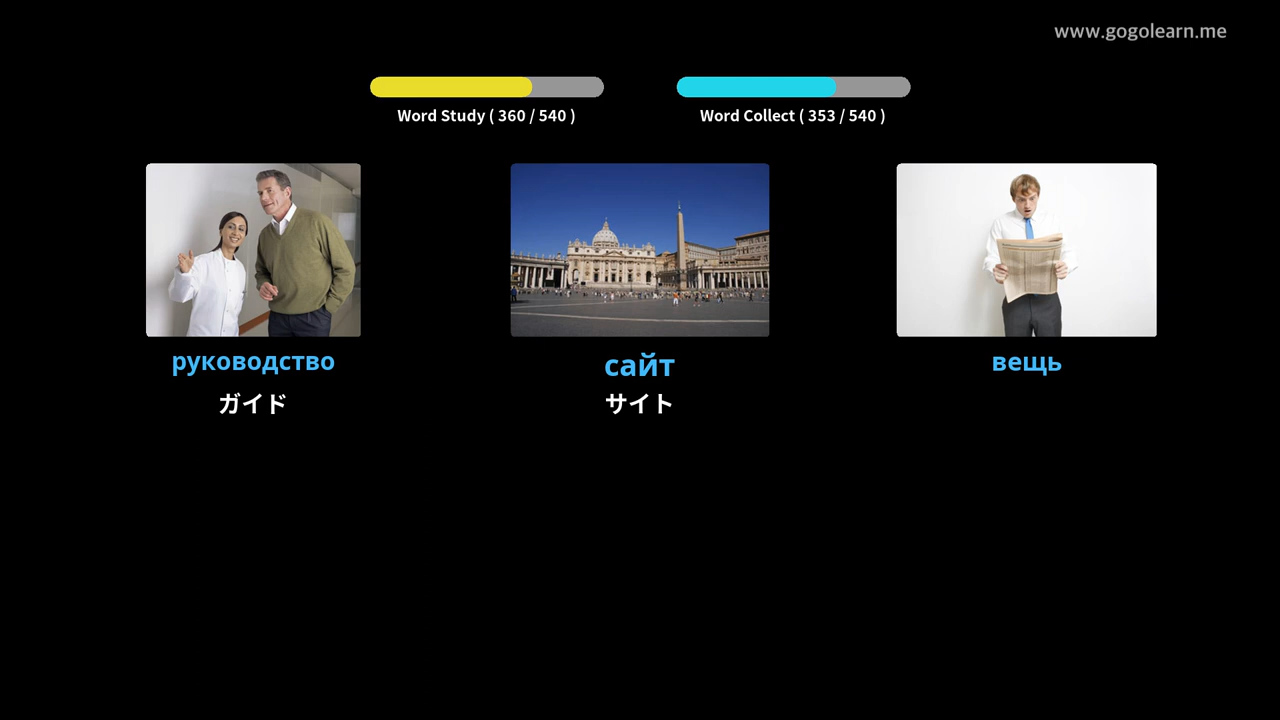 www.gogolearn.me
Word Study ( 360 / 540 )
Word Collect ( 353 / 540 )
руководство
сайт
вещь
ガイド
サイト